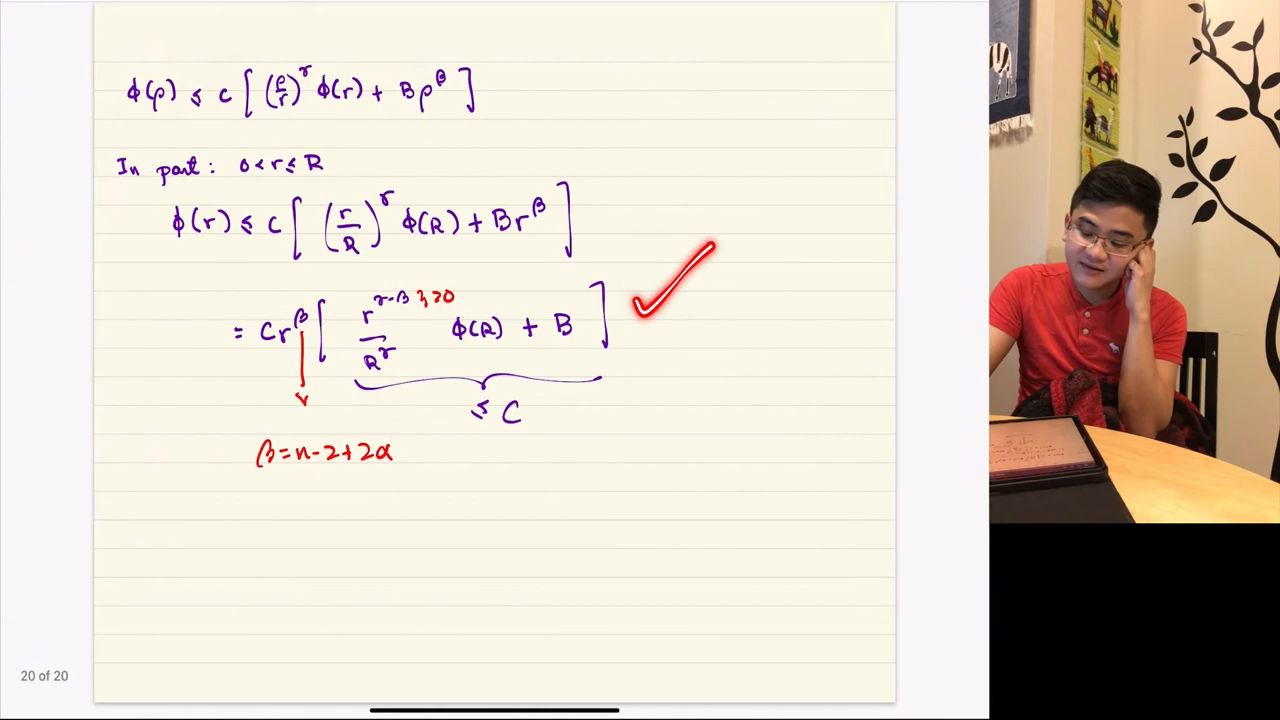 ϕ(ρ) ≤ C [ (ρ/r)^γ ϕ(r) + Bρ^β ]
In part: 0 < r ≤ R
ϕ(r) ≤ C [ (r/R)^γ ϕ(R) + Br^β ]
= Cr^β [ r^(γ-β) } ≥0 / R^γ ϕ(R) + B ]
≤ C
β = n-2+2α
20 of 20